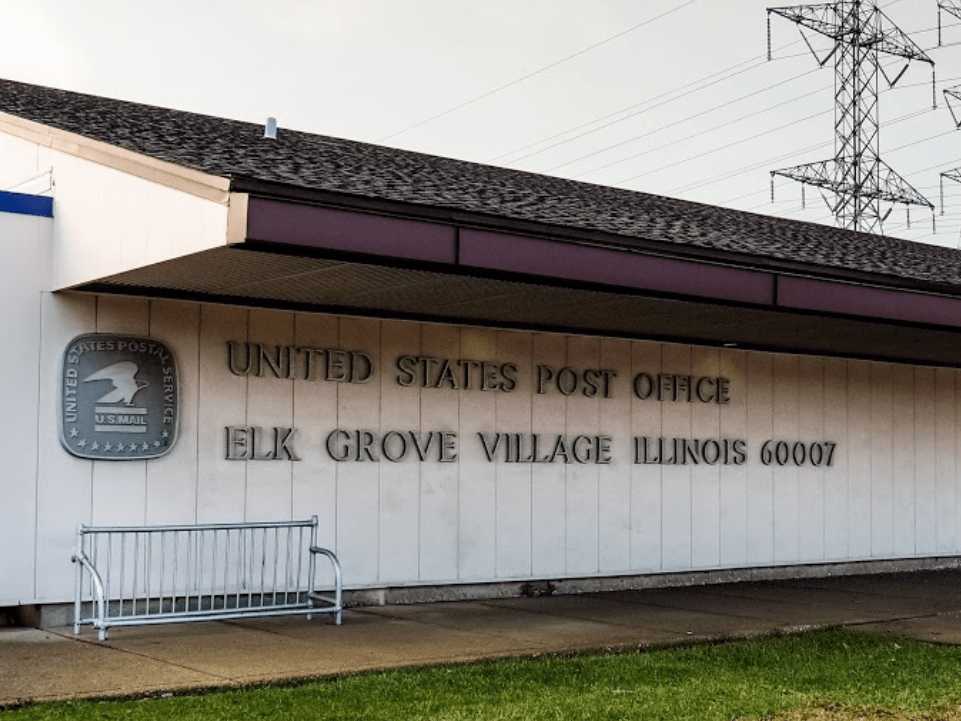 UNITED STATES POST OFFICE
ELK GROVE VILLAGE ILLINOIS 60007
UNITED STATES POSTAL SERVICE
U.S.MAIL